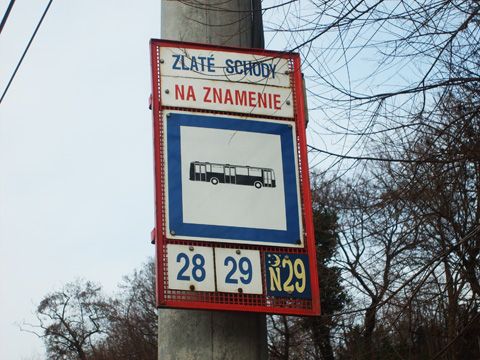 ZLATÉ SCHODY
NA ZNAMENIE
28 29 N29